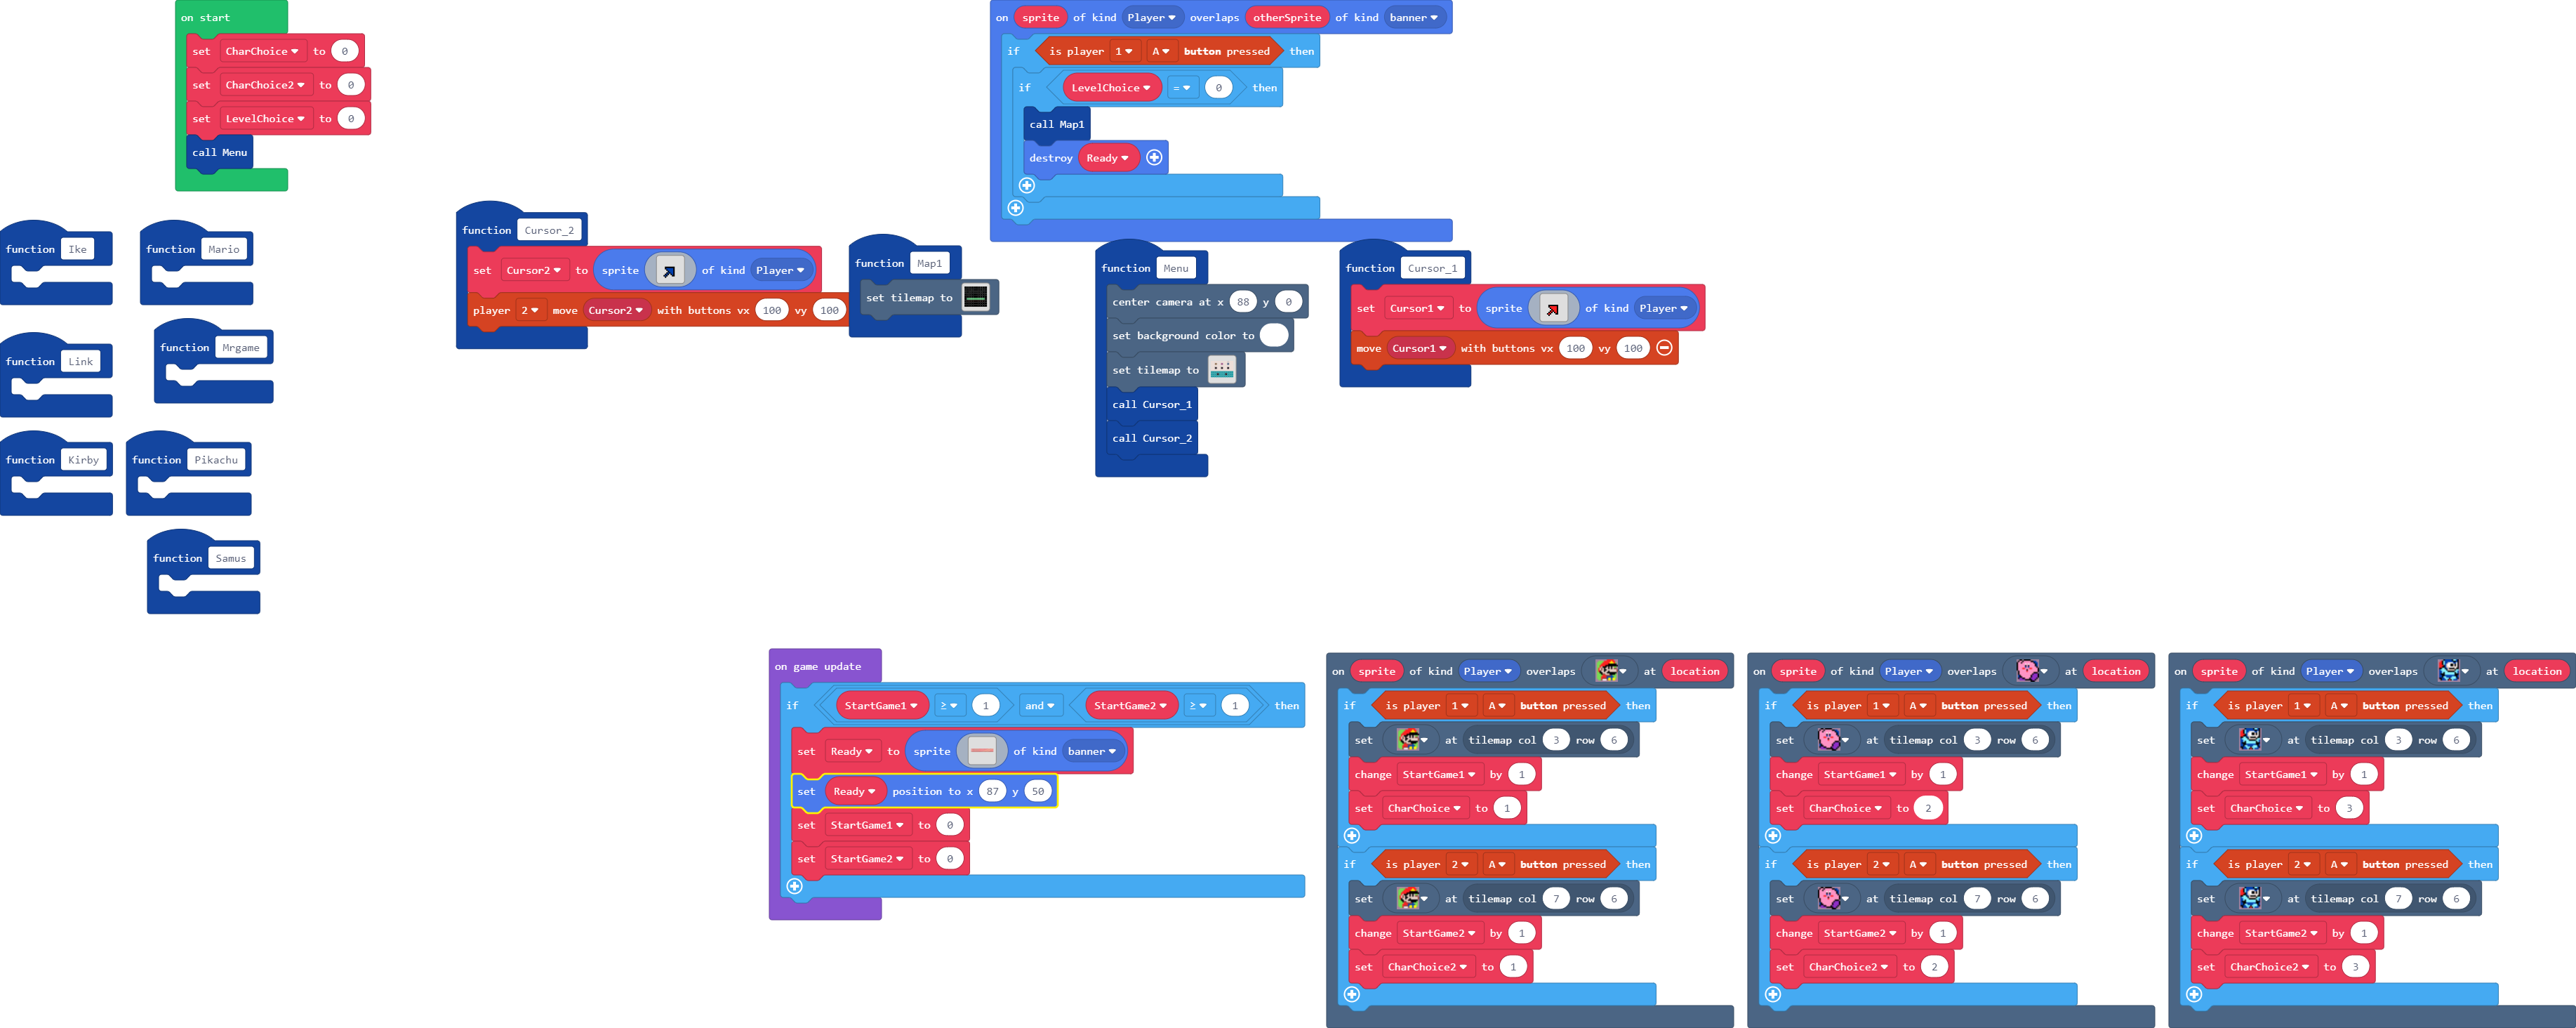 on start
set CharChoice to 0
set CharChoice2 to 0
set LevelChoice to 0
call Menu
on sprite of kind Player overlaps otherSprite of kind banner
if is player 1 A button pressed then
if LevelChoice = 0 then
call Map1
destroy Ready
function Ike
function Mario
function Link
function Mrgame
function Kirby
function Pikachu
function Samus
function Cursor_2
set Cursor2 to sprite of kind Player
player 2 move Cursor2 with buttons vx 100 vy 100
function Map1
set tilemap to
function Menu
center camera at x 88 y 0
set background color to
set tilemap to
call Cursor_1
call Cursor_2
function Cursor_1
set Cursor1 to sprite of kind Player
move Cursor1 with buttons vx 100 vy 100
on game update
if StartGame1 ≥ 1 and StartGame2 ≥ 1 then
set Ready to sprite of kind banner
set Ready position to x 87 y 50
set StartGame1 to 0
set StartGame2 to 0
on sprite of kind Player overlaps at location
if is player 1 A button pressed then
set at tilemap col 3 row 6
change StartGame1 by 1
set CharChoice to 1
if is player 2 A button pressed then
set at tilemap col 7 row 6
change StartGame2 by 1
set CharChoice2 to 1
on sprite of kind Player overlaps at location
if is player 1 A button pressed then
set at tilemap col 3 row 6
change StartGame1 by 1
set CharChoice to 2
if is player 2 A button pressed then
set at tilemap col 7 row 6
change StartGame2 by 1
set CharChoice2 to 2
on sprite of kind Player overlaps at location
if is player 1 A button pressed then
set at tilemap col 3 row 6
change StartGame1 by 1
set CharChoice to 3
if is player 2 A button pressed then
set at tilemap col 7 row 6
change StartGame2 by 1
set CharChoice2 to 3